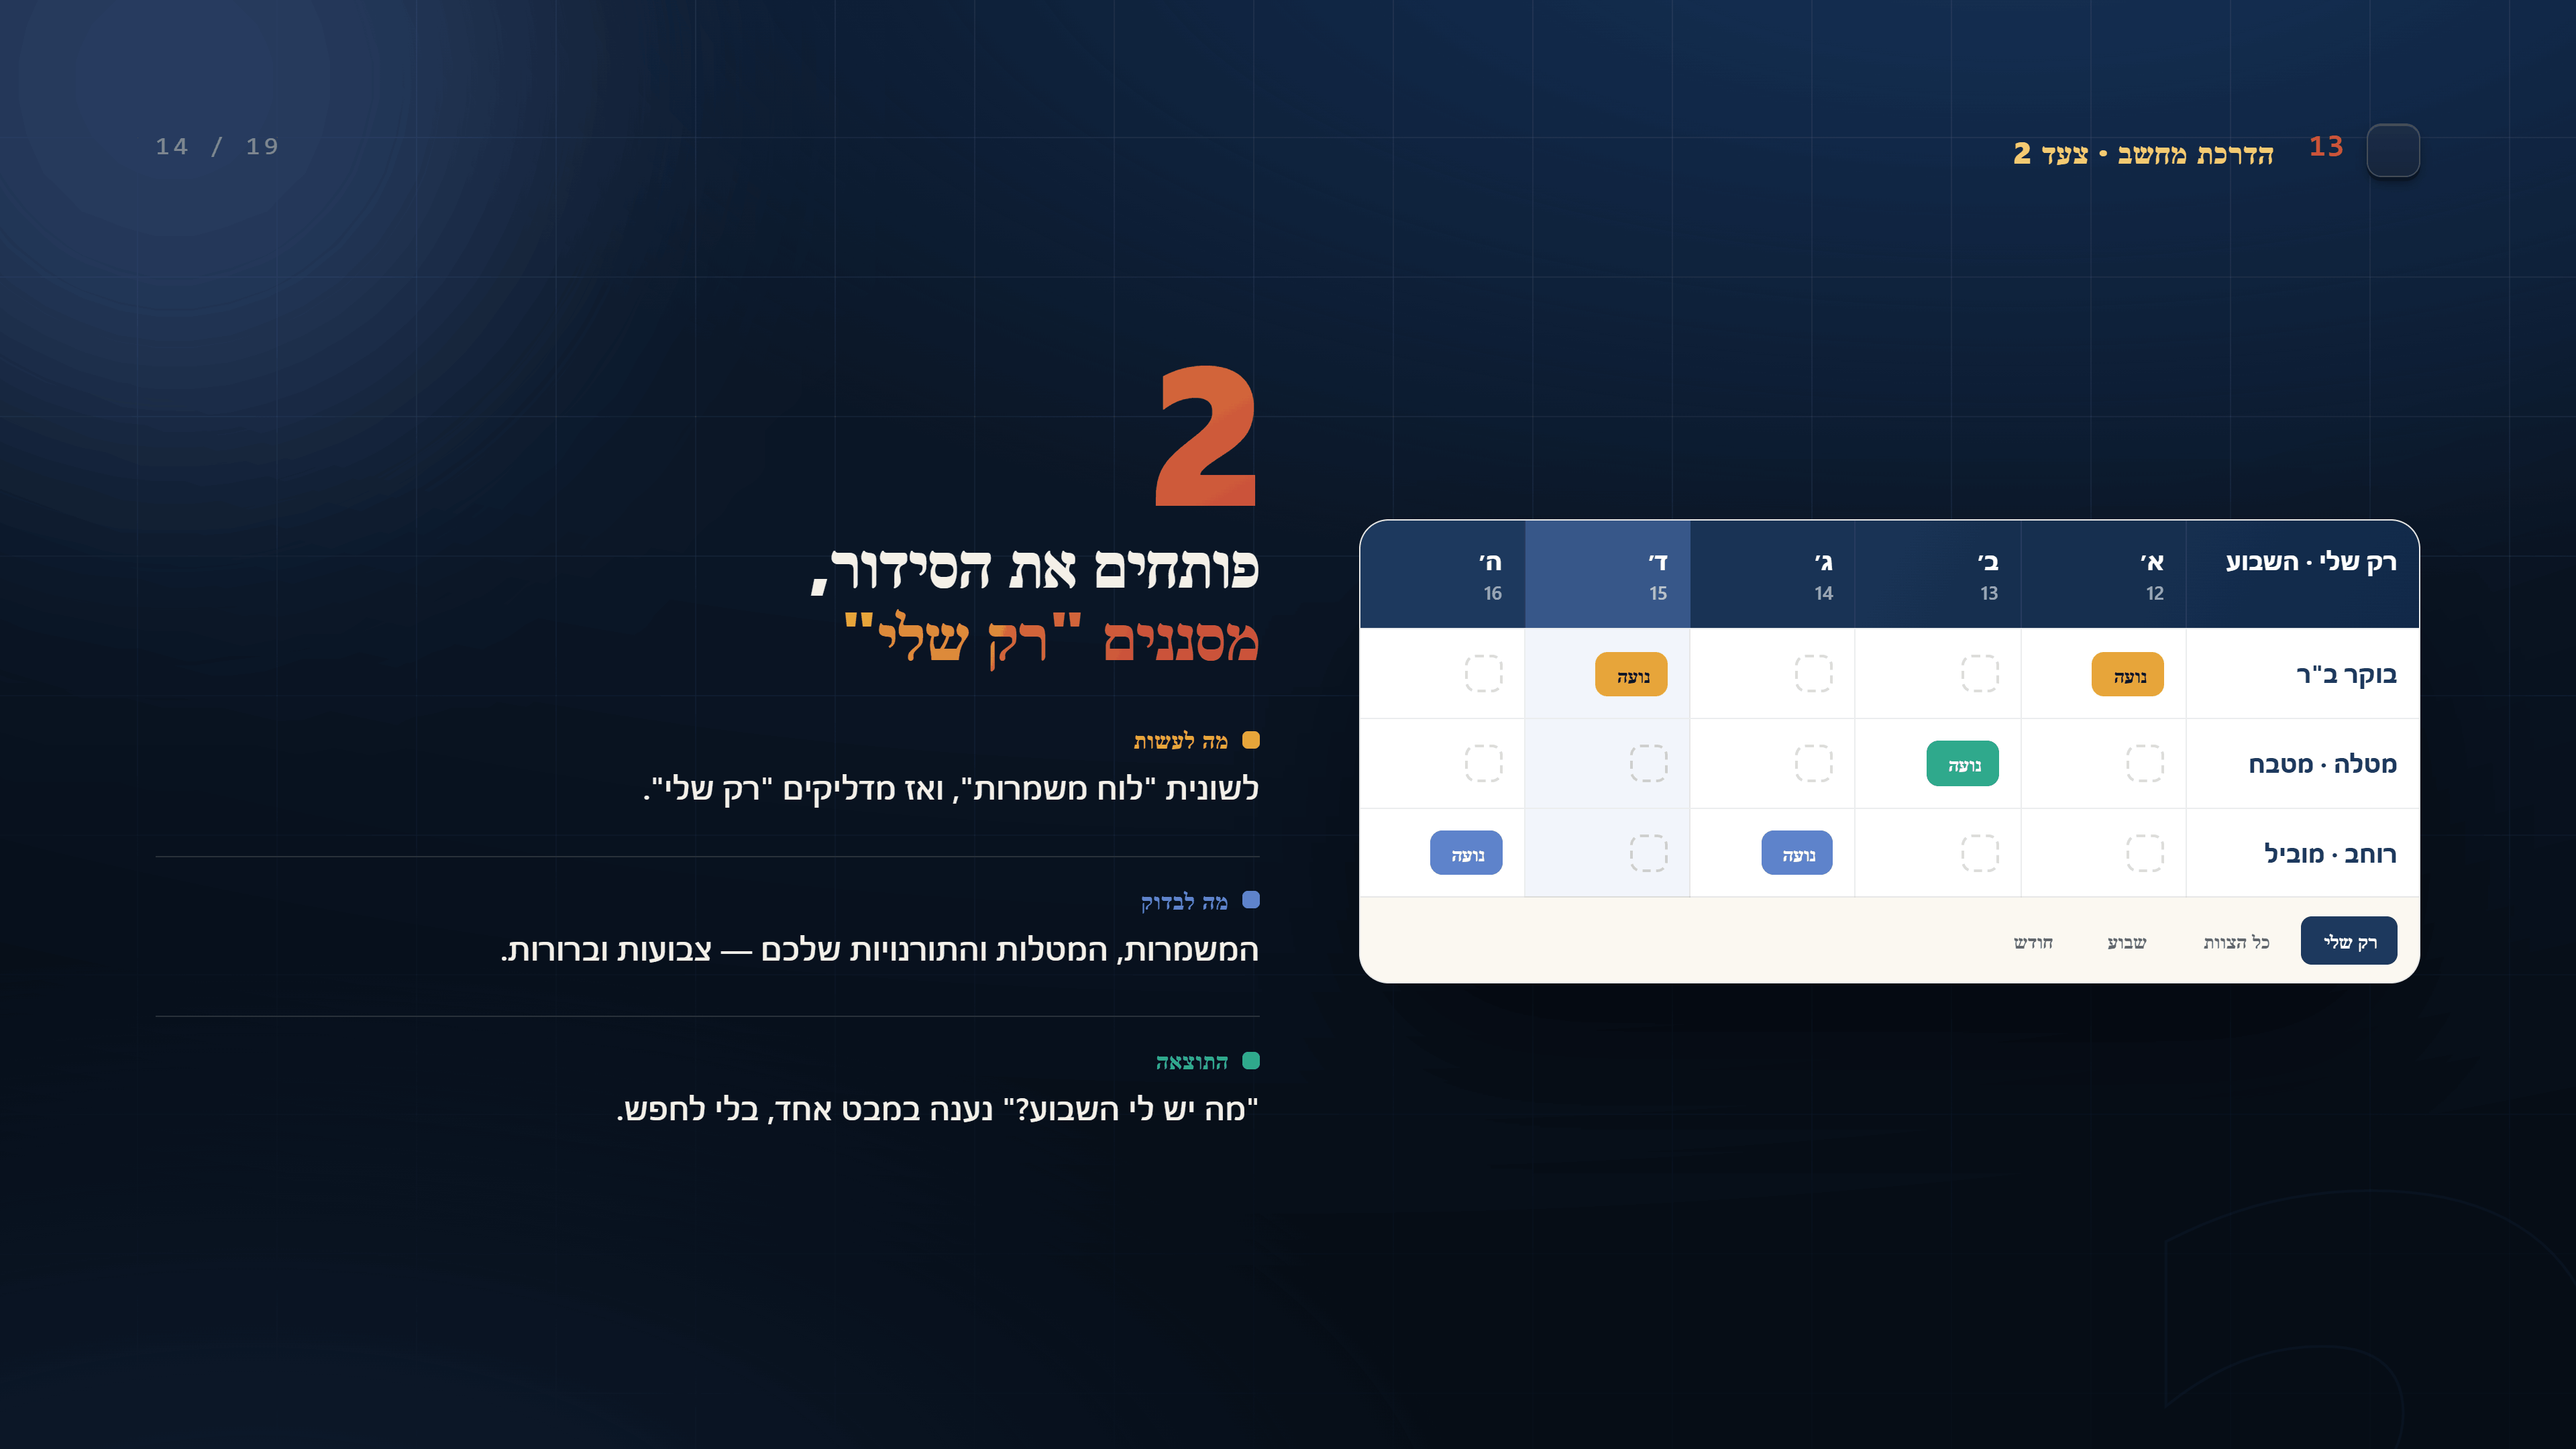 13 הדרכת מחשב • צעד 2
14 / 19
רק שלי · השבוע א׳ ב׳ ג׳ ד׳ ה׳
12 13 14 15 16
בוקר ב"ר נועה נועה
מטלה · מטבח נועה
רוחב · מוביל נועה נועה
רק שלי כל הצוות שבוע חודש
2
פותחים את הסידור,
מסננים "רק שלי"
מה לעשות
לשונית "לוח משמרות", ואז מדליקים "רק שלי".
מה לבדוק
המשמרות, המטלות והתורנויות שלכם — צבועות וברורות.
התוצאה
"מה יש לי השבוע?" נענה במבט אחד, בלי לחפש.
2